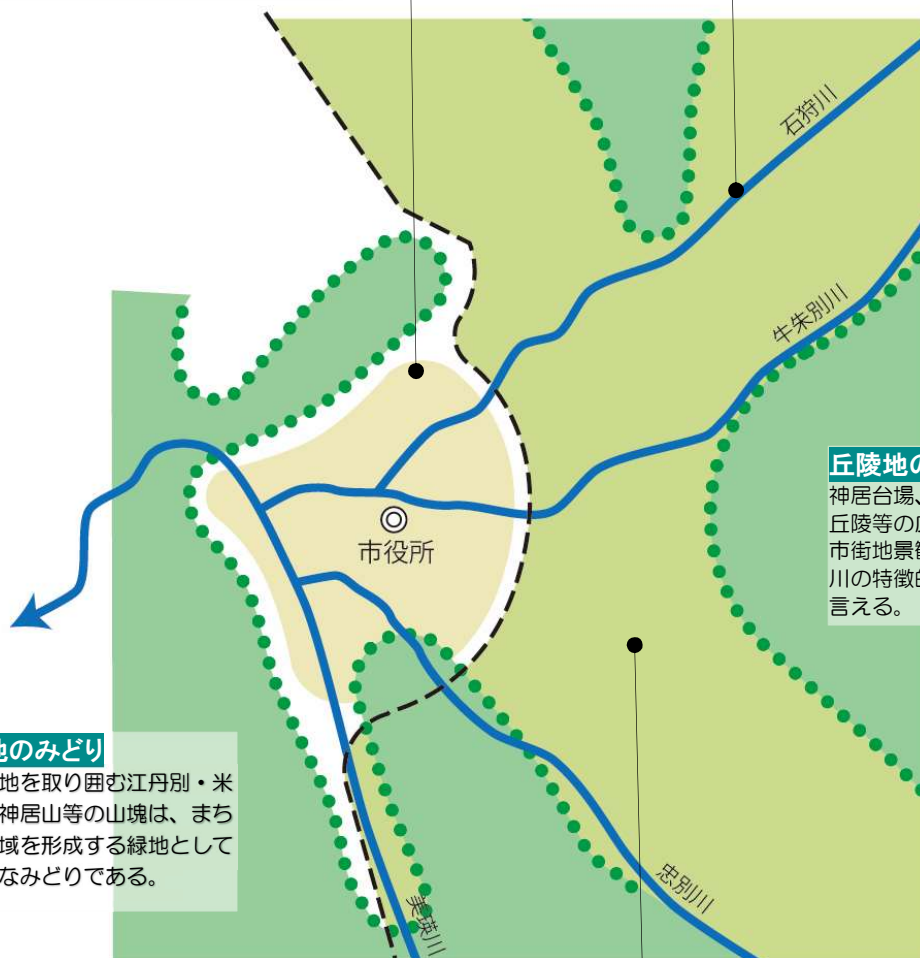 石狩川
牛朱別川
丘陵地の
神居台場、
丘陵等の
市街地景
川の特徴的
言える。
市役所
地のみどり
地を取り囲む江丹別・米
神居山等の山塊は、まち
域を形成する緑地として
なみどりである。
忠別川
美瑛川